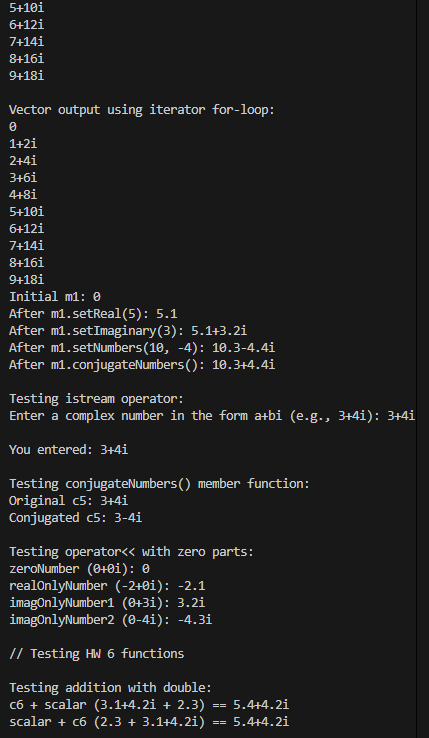 5+10i
6+12i
7+14i
8+16i
9+18i
Vector output using iterator for-loop:
0
1+2i
2+4i
3+6i
4+8i
5+10i
6+12i
7+14i
8+16i
9+18i
Initial m1: 0
After m1.setReal(5): 5.1
After m1.setImaginary(3): 5.1+3.2i
After m1.setNumbers(10, -4): 10.3-4.4i
After m1.conjugateNumbers(): 10.3+4.4i
Testing istream operator:
Enter a complex number in the form a+bi (e.g., 3+4i): 3+4i
You entered: 3+4i
Testing conjugateNumbers() member function:
Original c5: 3+4i
Conjugated c5: 3-4i
Testing operator<< with zero parts:
zeroNumber (0+0i): 0
realOnlyNumber (-2+0i): -2.1
imagOnlyNumber1 (0+3i): 3.2i
imagOnlyNumber2 (0-4i): -4.3i
// Testing HW 6 functions
Testing addition with double:
c6 + scalar (3.1+4.2i + 2.3) == 5.4+4.2i
scalar + c6 (2.3 + 3.1+4.2i) == 5.4+4.2i